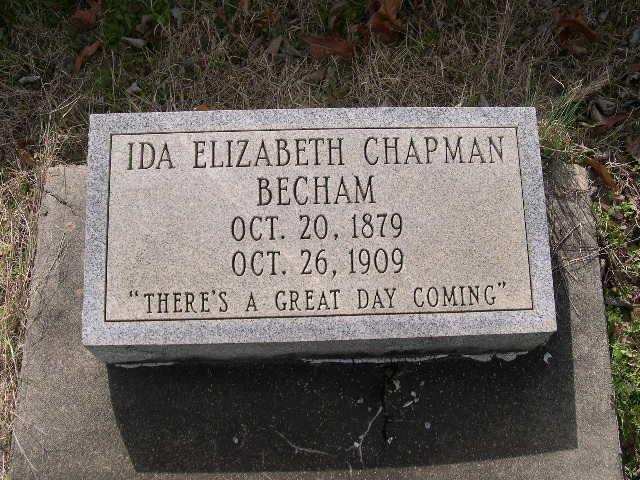 IDA ELIZABETH CHAPMAN
BECHAM
OCT. 20, 1879
OCT. 26, 1909
"THERE'S A GREAT DAY COMING"